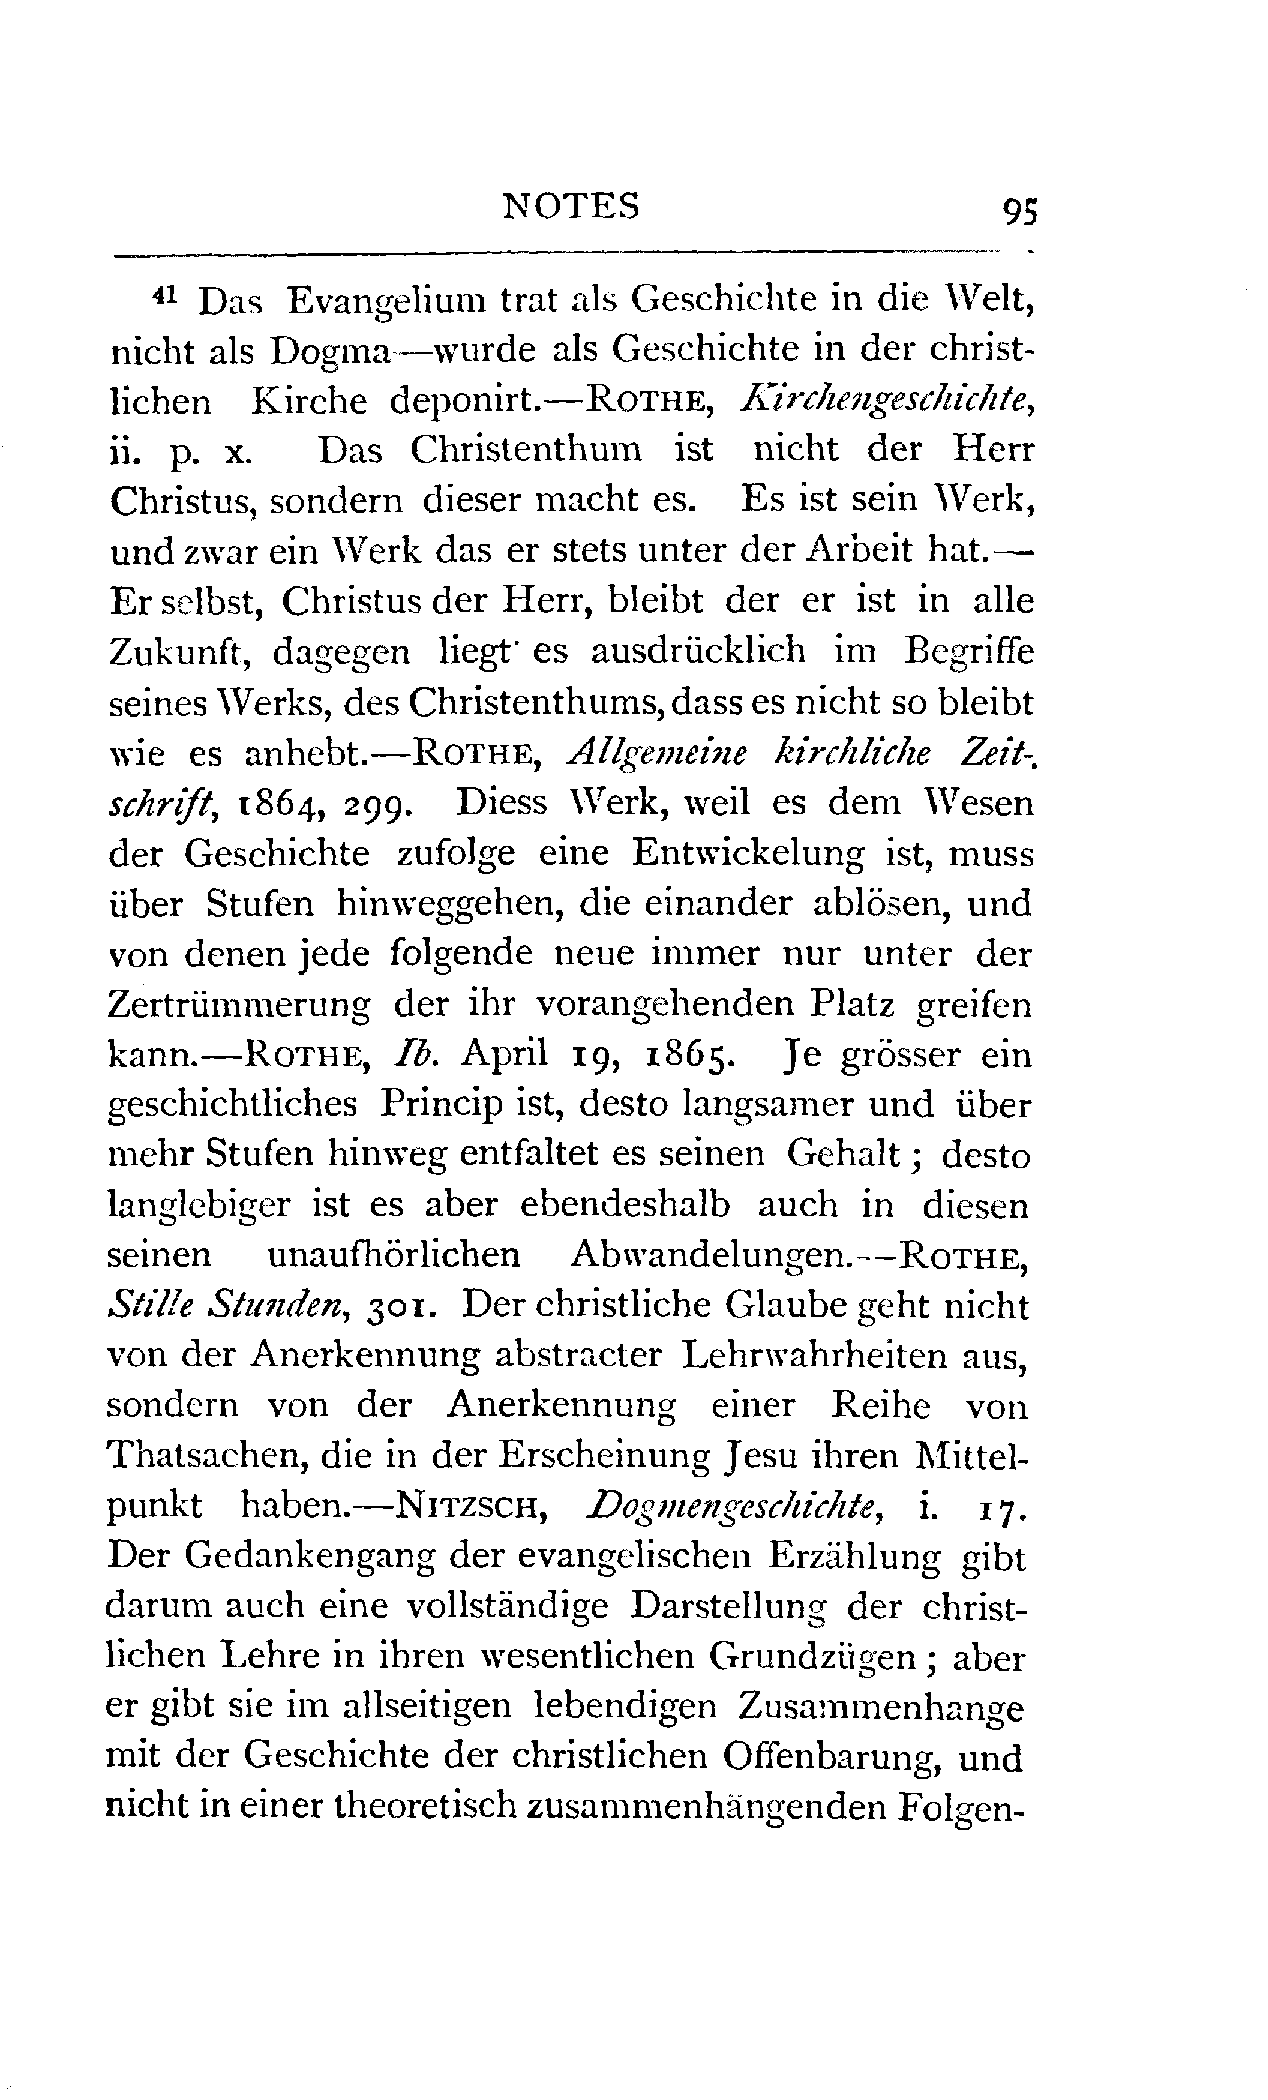 NOTES 95
41 Das Evangelium trat als Geschichte in die Welt,
nicht als Dogma—wurde als Geschichte in der christ-
lichen Kirche deponirt.—ROTHE, Kirchengeschichte,
ii. p. x. Das Christenthum ist nicht der Herr
Christus, sondern dieser macht es. Es ist sein Werk,
und zwar ein Werk das er stets unter der Arbeit hat.—
Er selbst, Christus der Herr, bleibt der er ist in alle
Zukunft, dagegen liegt es ausdrücklich im Begriffe
seines Werks, des Christenthums, dass es nicht so bleibt
wie es anhebt.—ROTHE, Allgemeine kirchliche Zeit-
schrift, 1864, 299. Diess Werk, weil es dem Wesen
der Geschichte zufolge eine Entwickelung ist, muss
über Stufen hinweggehen, die einander ablösen, und
von denen jede folgende neue immer nur unter der
Zertrümmerung der ihr vorangehenden Platz greifen
kann.—ROTHE, Ib. April 19, 1865. Je grösser ein
geschichtliches Princip ist, desto langsamer und über
mehr Stufen hinweg entfaltet es seinen Gehalt ; desto
langlebiger ist es aber ebendeshalb auch in diesen
seinen unaufhörlichen Abwandelungen.—ROTHE,
Stille Stunden, 301. Der christliche Glaube geht nicht
von der Anerkennung abstracter Lehrwahrheiten aus,
sondern von der Anerkennung einer Reihe von
Thatsachen, die in der Erscheinung Jesu ihren Mittel-
punkt haben.—NITZSCH, Dogmengeschichte, i. 17.
Der Gedankengang der evangelischen Erzählung gibt
darum auch eine vollständige Darstellung der christ-
lichen Lehre in ihren wesentlichen Grundzügen ; aber
er gibt sie im allseitigen lebendigen Zusammenhange
mit der Geschichte der christlichen Offenbarung, und
nicht in einer theoretisch zusammenhängenden Folgen-